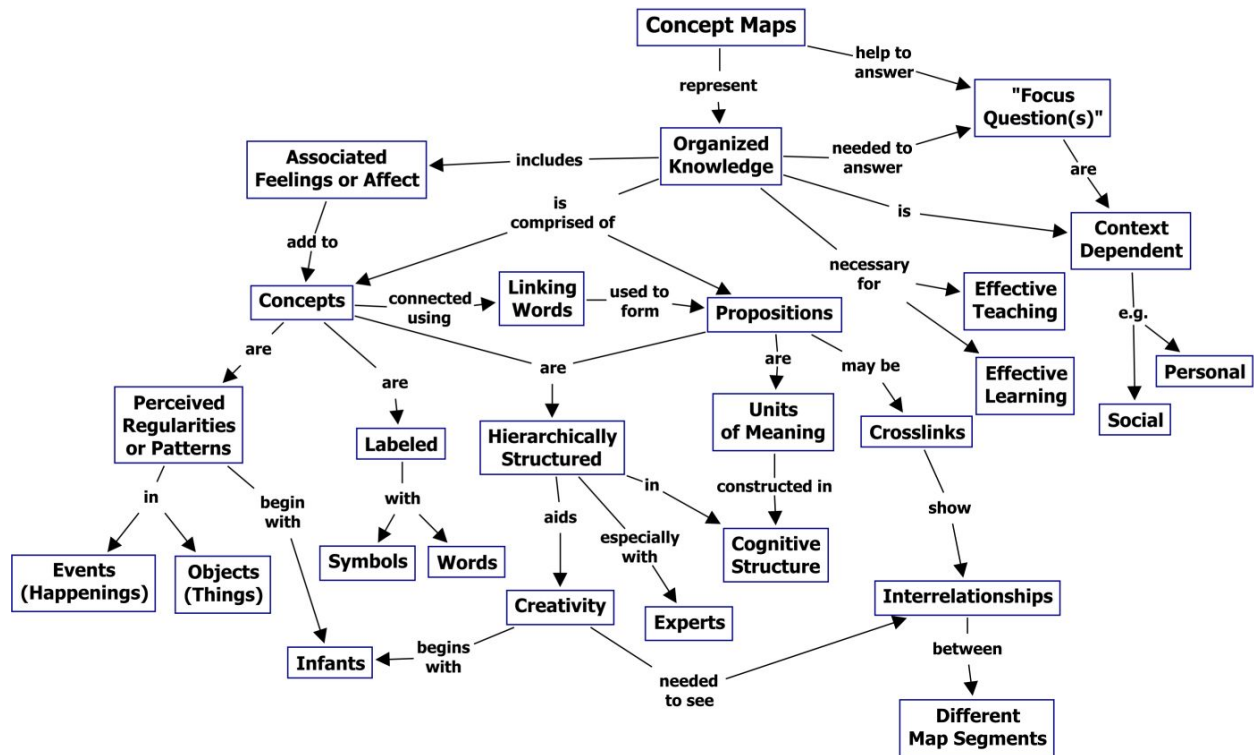 Concept Maps
help to
answer
represent
"Focus
Question(s)"
Organized
Knowledge
needed to
answer
includes
Associated
Feelings or Affect
are
is
comprised of
is
Context
Dependent
add to
necessary
for
Concepts
connected
using
Linking
Words
used to
form
Propositions
Effective
Teaching
e.g.
are
are
are
are
may be
Effective
Learning
Personal
Social
Perceived
Regularities
or Patterns
Labeled
Hierarchically
Structured
Units
of Meaning
Crosslinks
in
begin
with
with
aids
in
constructed in
show
especially
with
Events
(Happenings)
Objects
(Things)
Symbols
Words
Cognitive
Structure
Creativity
Experts
Interrelationships
Infants
begins
with
needed
to see
between
Different
Map Segments